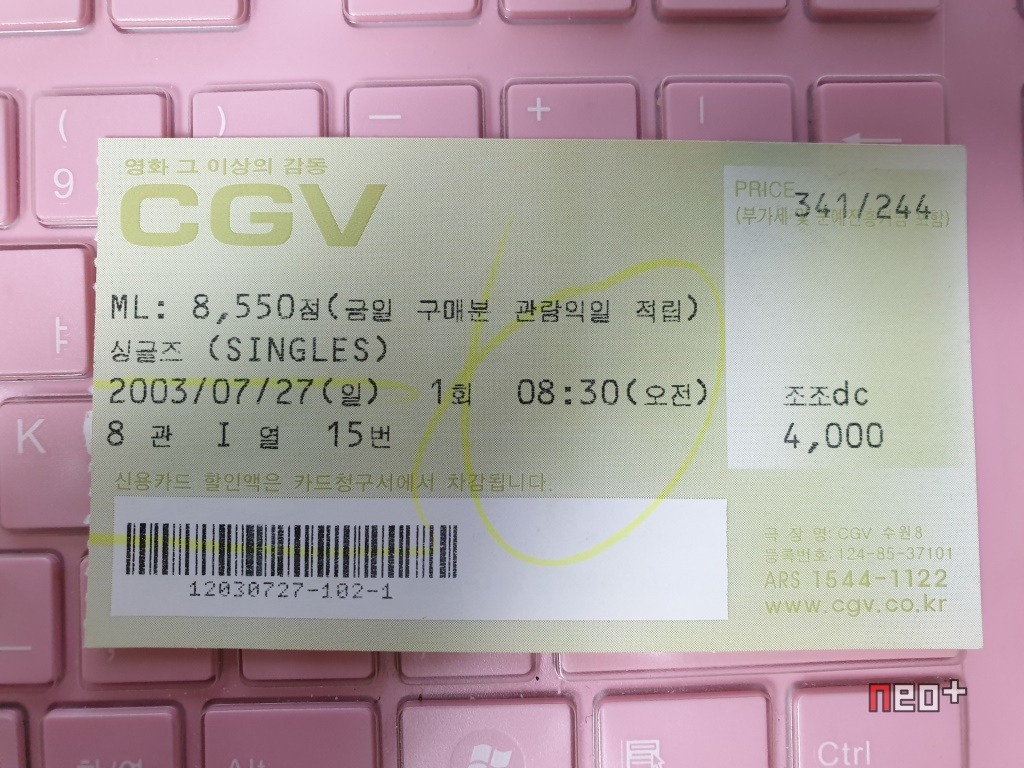 ( ) — + |
9
영화 그 이상의 감동
CGV
PRICE 341/244
(부가세 및 문예진흥기금 포함)
ML: 8,550점(금일 구매분 관람익일 적립)
싱글즈 (SINGLES)
2003/07/27(일) 1회 08:30(오전)
조조dc
8 관 I 열 15번
4,000
ㅏ
K
신용카드 할인액은 카드청구서에서 차감됩니다.
12030727-102-1
극 장 명: CGV 수원8
등록번호: 124-85-37101
ARS 1544-1122
www.cgv.co.kr
neo+
한/영 Alt Ctrl